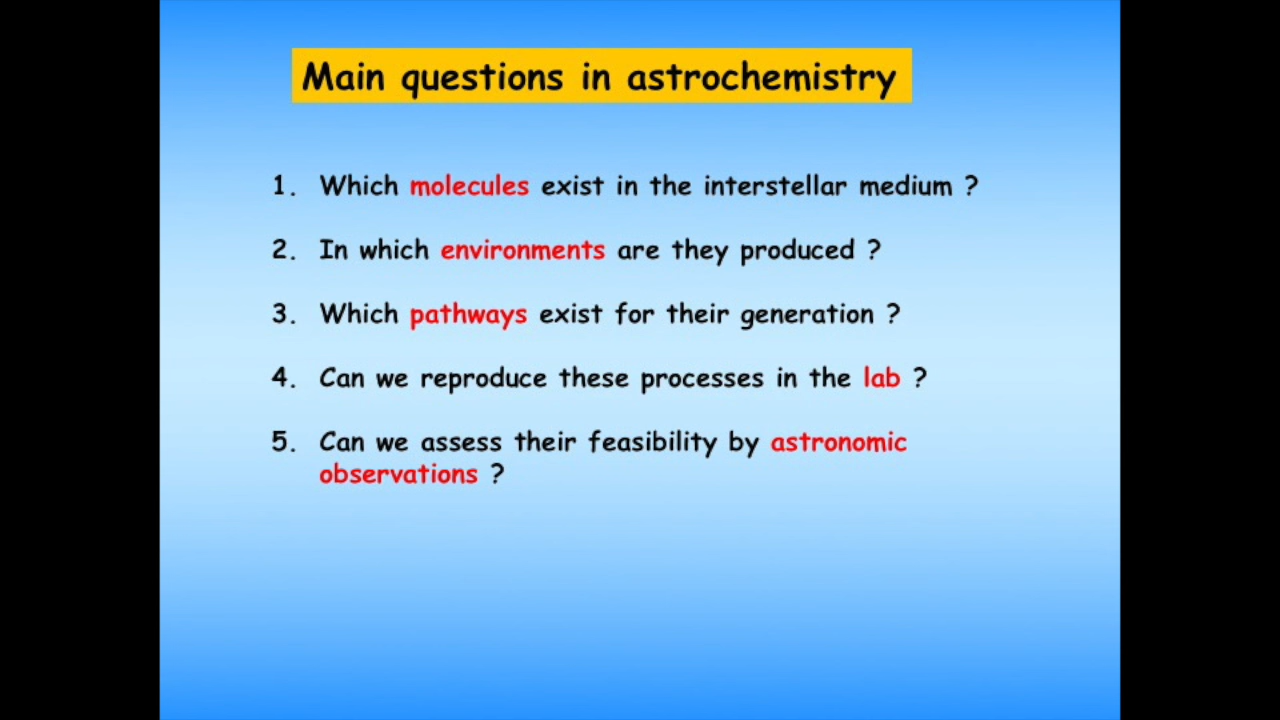 Main questions in astrochemistry
1. Which molecules exist in the interstellar medium ?
2. In which environments are they produced ?
3. Which pathways exist for their generation ?
4. Can we reproduce these processes in the lab ?
5. Can we assess their feasibility by astronomic
observations ?